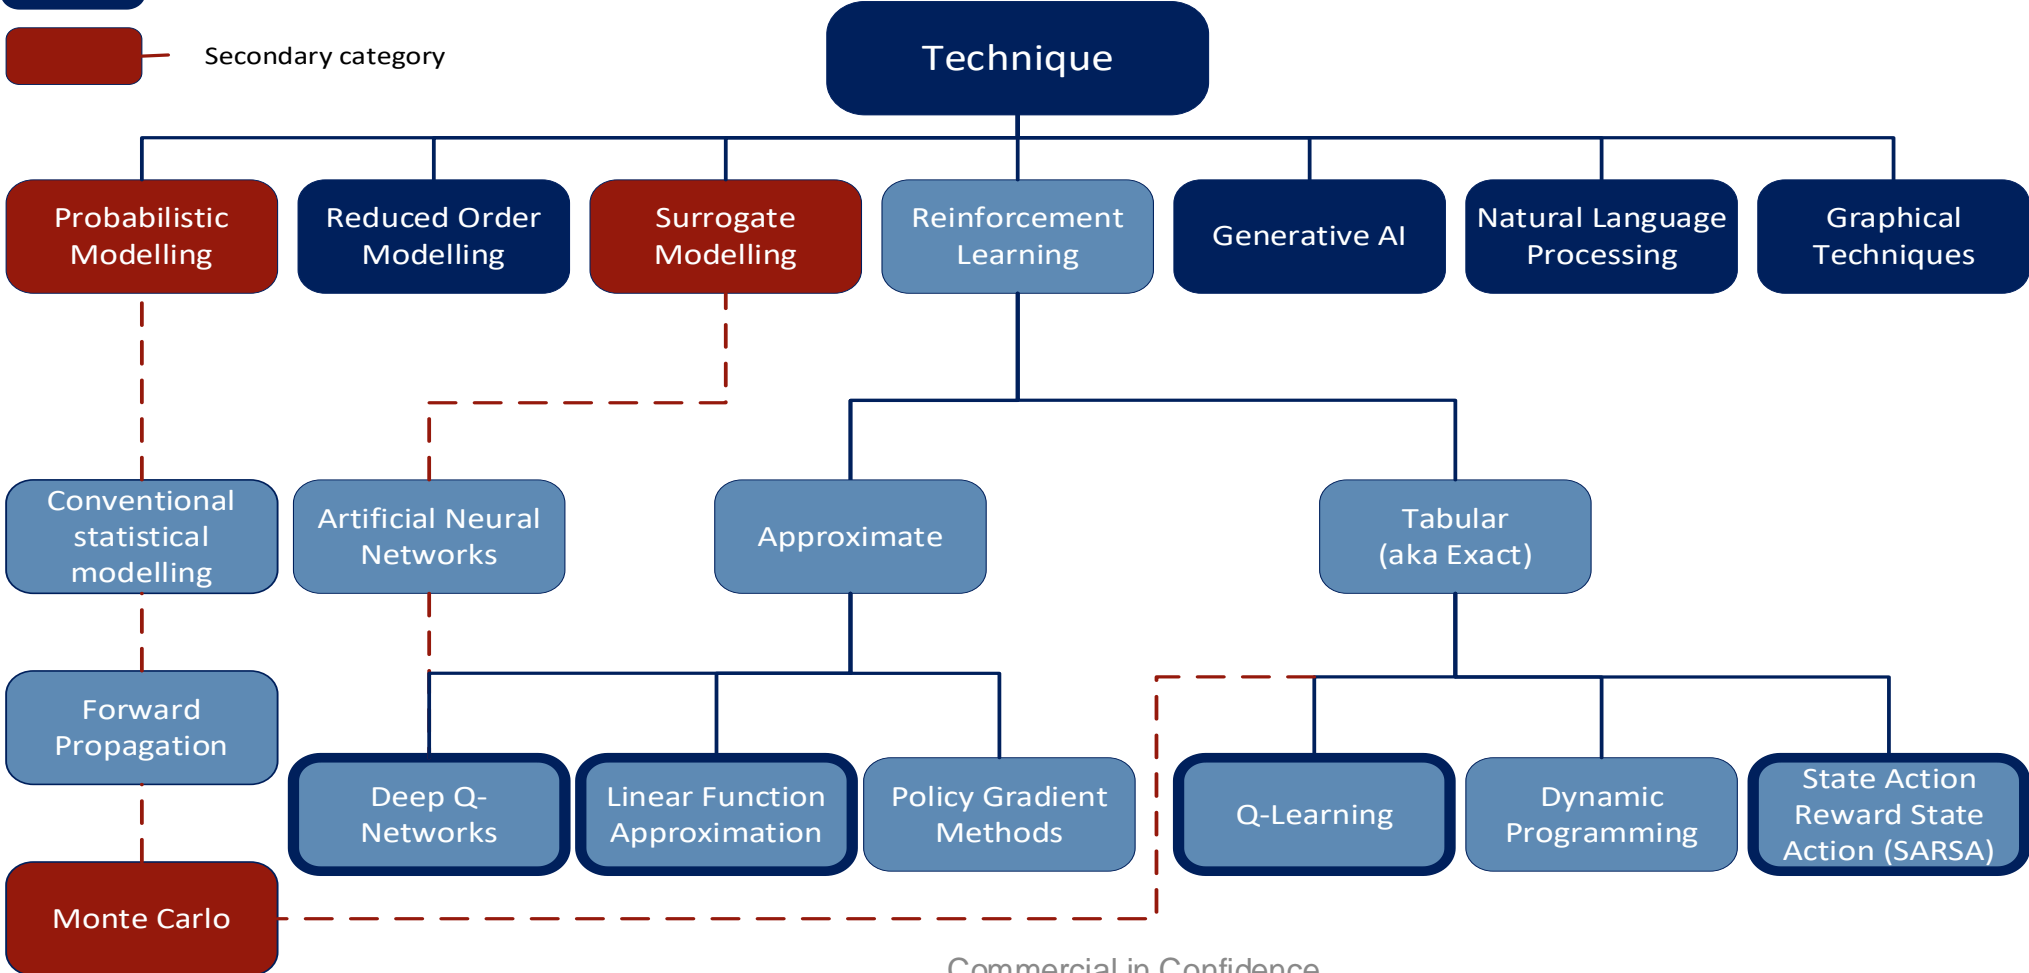 Secondary category
Technique
Probabilistic
Modelling
Reduced Order
Modelling
Surrogate
Modelling
Reinforcement
Learning
Generative AI
Natural Language
Processing
Graphical
Techniques
Conventional
statistical
modelling
Artificial Neural
Networks
Approximate
Tabular
(aka Exact)
Forward
Propagation
Deep Q-
Networks
Linear Function
Approximation
Policy Gradient
Methods
Q-Learning
Dynamic
Programming
State Action
Reward State
Action (SARSA)
Monte Carlo
Commercial in Confidence